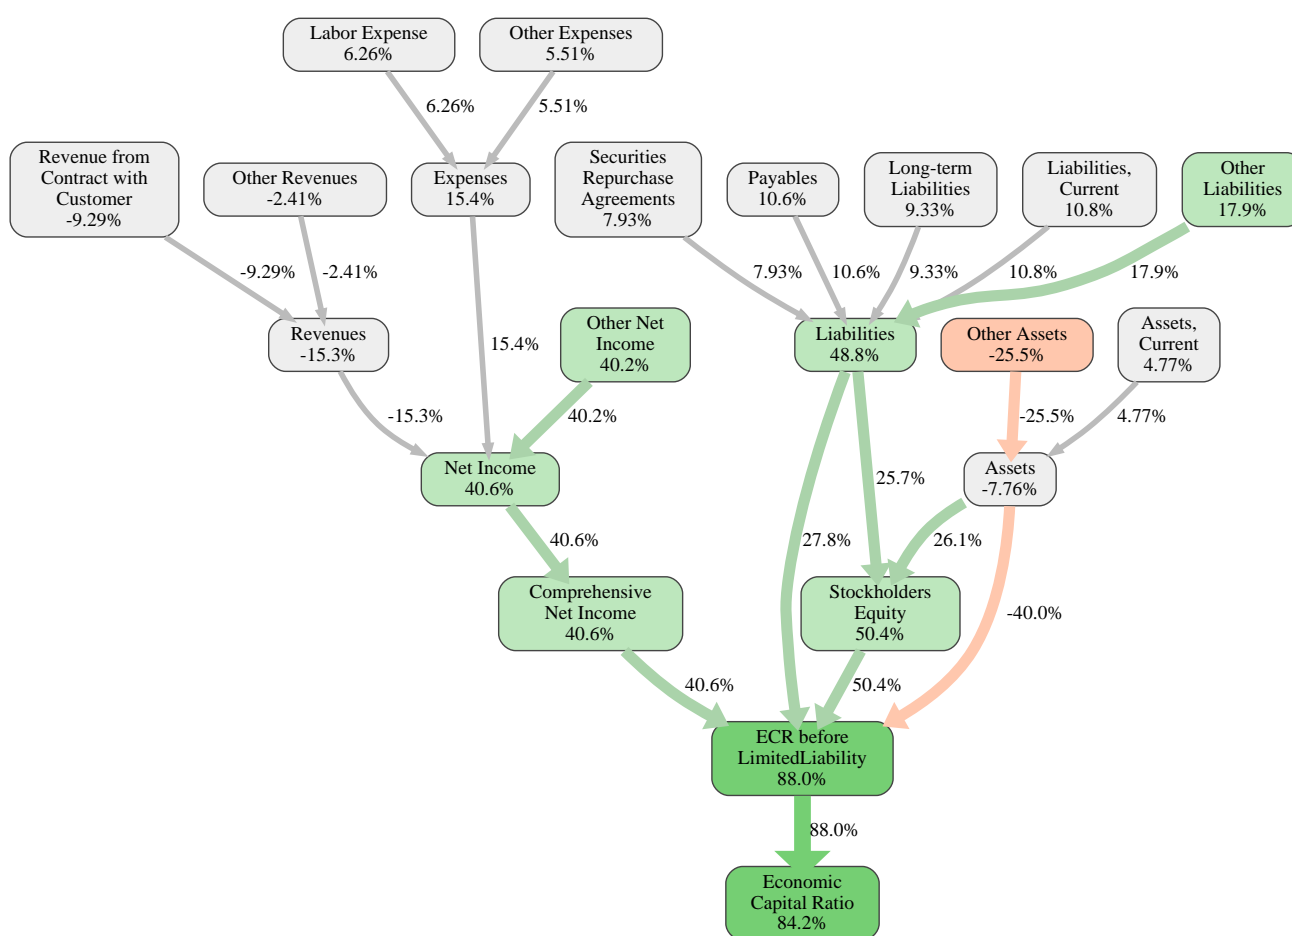 Labor Expense
6.26%
Other Expenses
5.51%
6.26%
5.51%
Revenue from
Contract with
Customer
-9.29%
Other Revenues
-2.41%
Expenses
15.4%
Securities
Repurchase
Agreements
7.93%
Payables
10.6%
Long-term
Liabilities
9.33%
Liabilities,
Current
10.8%
Other
Liabilities
17.9%
-9.29%
-2.41%
7.93%
10.6%
9.33%
10.8%
17.9%
Revenues
-15.3%
15.4%
Other Net
Income
40.2%
Liabilities
48.8%
Other Assets
-25.5%
Assets,
Current
4.77%
-15.3%
40.2%
-25.5%
4.77%
Net Income
40.6%
25.7%
Assets
-7.76%
40.6%
27.8%
26.1%
Comprehensive
Net Income
40.6%
Stockholders
Equity
50.4%
-40.0%
40.6%
50.4%
ECR before
LimitedLiability
88.0%
88.0%
Economic
Capital Ratio
84.2%